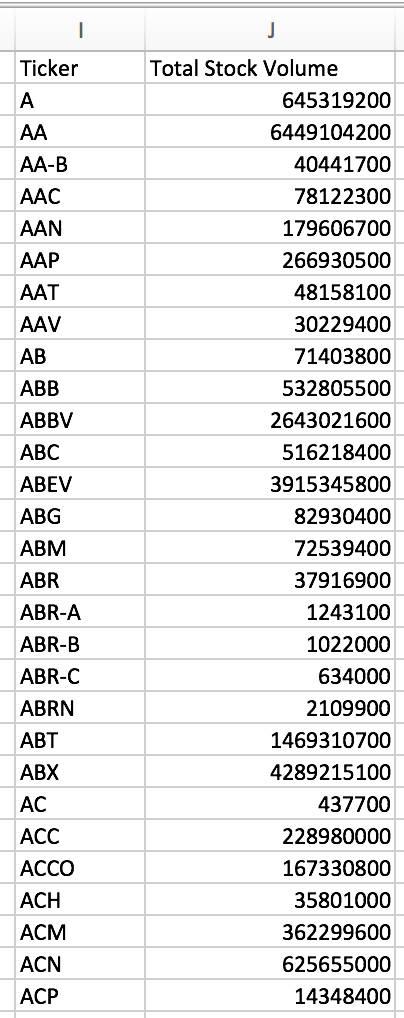 I J
Ticker Total Stock Volume
A 645319200
AA 6449104200
AA-B 40441700
AAC 78122300
AAN 179606700
AAP 266930500
AAT 48158100
AAV 30229400
AB 71403800
ABB 532805500
ABBV 2643021600
ABC 516218400
ABEV 3915345800
ABG 82930400
ABM 72539400
ABR 37916900
ABR-A 1243100
ABR-B 1022000
ABR-C 634000
ABRN 2109900
ABT 1469310700
ABX 4289215100
AC 437700
ACC 228980000
ACCO 167330800
ACH 35801000
ACM 362299600
ACN 625655000
ACP 14348400